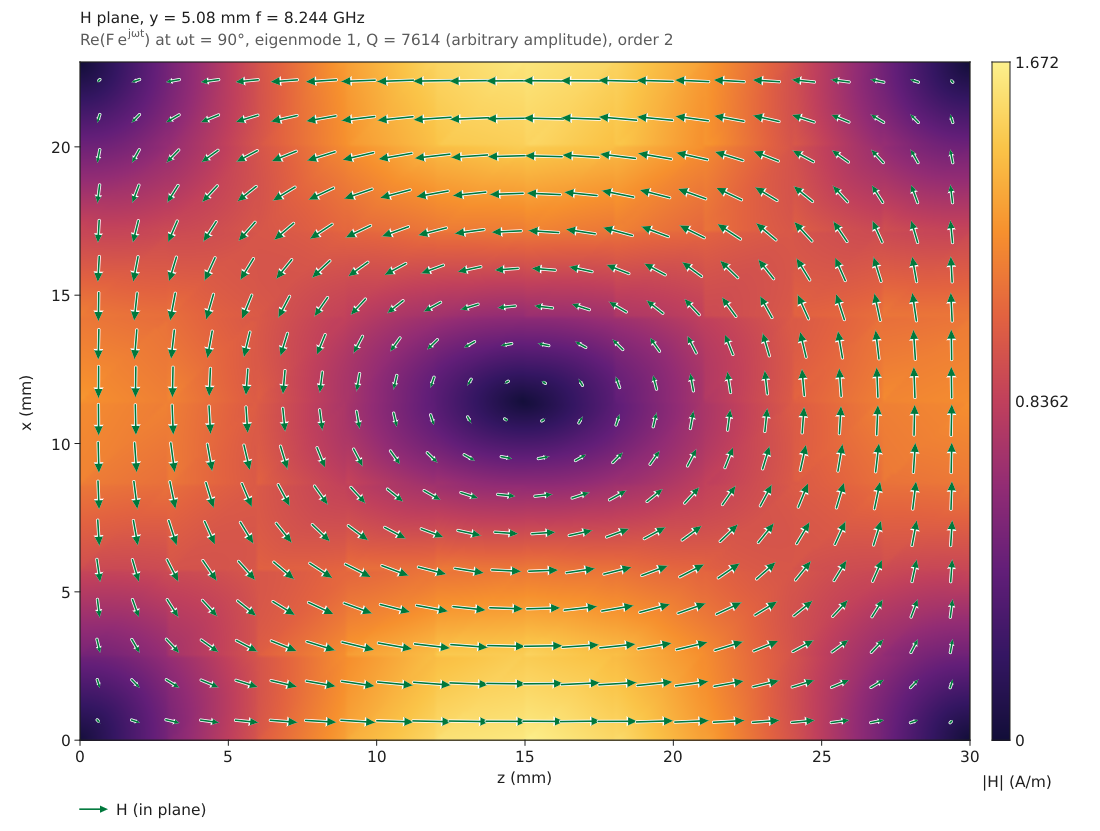 H plane, y = 5.08 mm f = 8.244 GHz
Re(F e^jωt) at ωt = 90°, eigenmode 1, Q = 7614 (arbitrary amplitude), order 2
1.672
20
15
x (mm)
0.8362
10
5
0
0
0 5 10 15 20 25 30
z (mm)
|H| (A/m)
H (in plane)